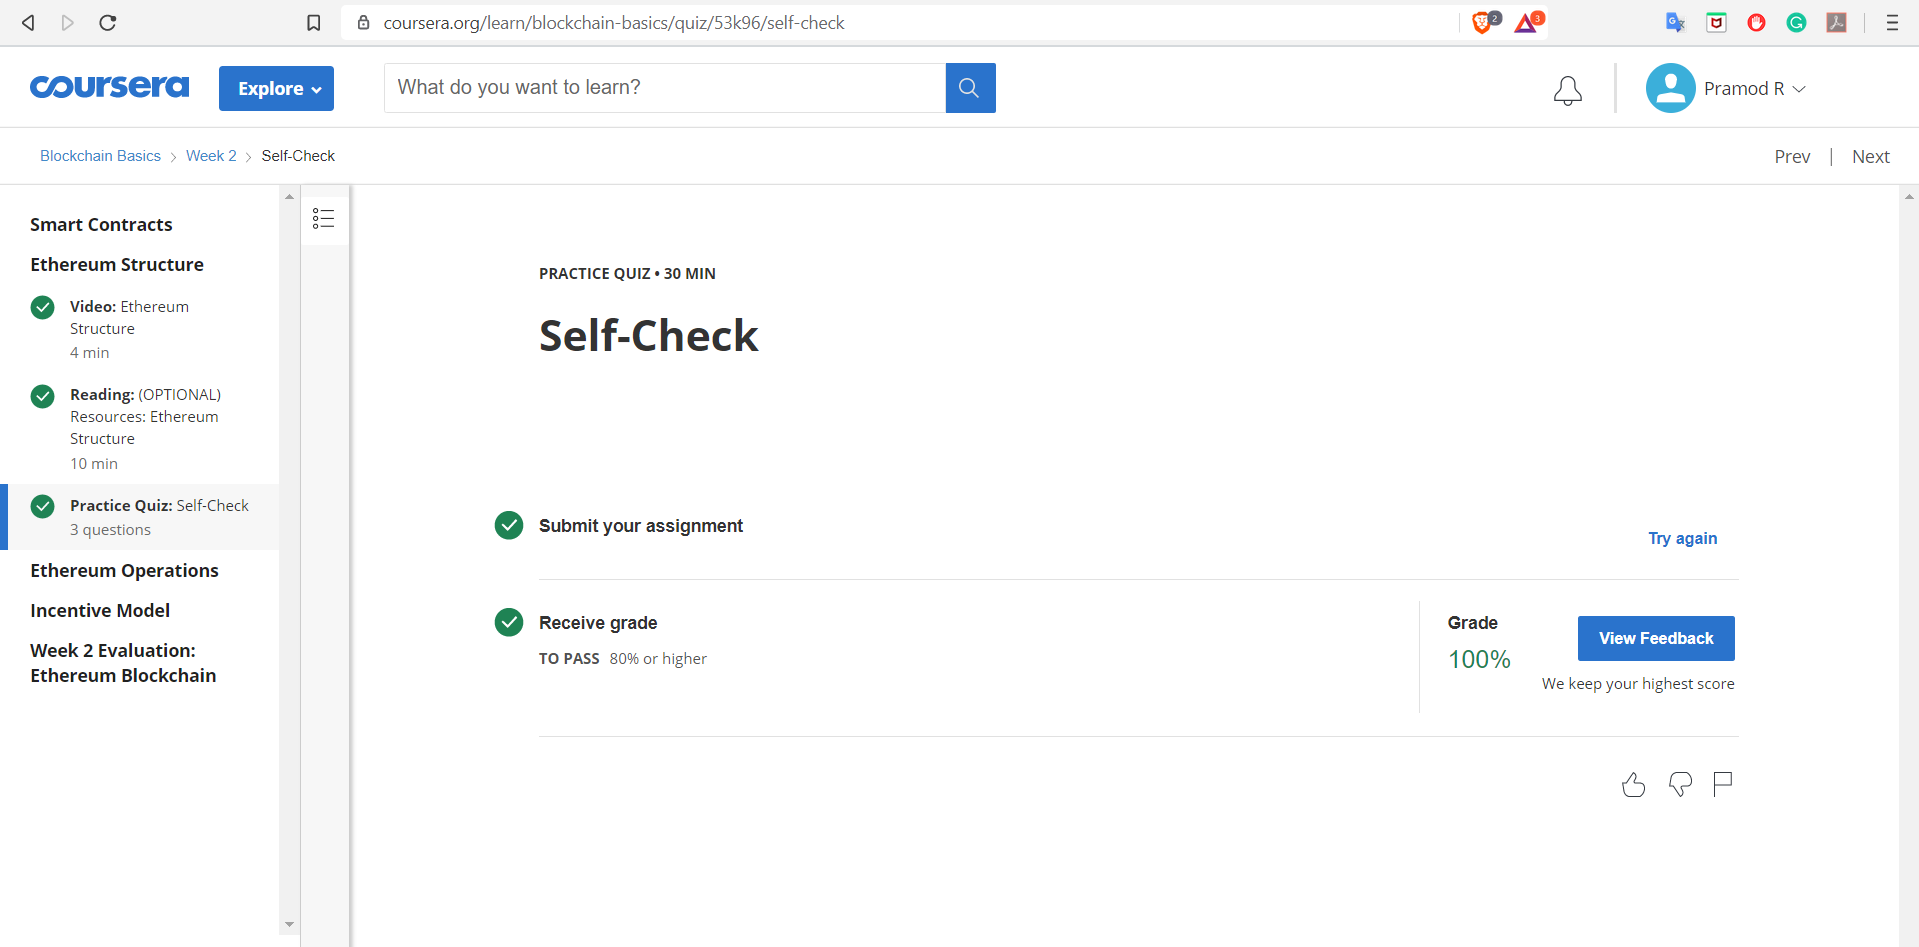 coursera.org/learn/blockchain-basics/quiz/53k96/self-check
2
3
coursera
Explore
What do you want to learn?
Pramod R
Blockchain Basics
Week 2
Self-Check
Prev
|
Next
Smart Contracts
Ethereum Structure
Video: Ethereum
Structure
4 min
Reading: (OPTIONAL)
Resources: Ethereum
Structure
10 min
Practice Quiz: Self-Check
3 questions
Ethereum Operations
Incentive Model
Week 2 Evaluation:
Ethereum Blockchain
PRACTICE QUIZ • 30 MIN
Self-Check
Submit your assignment
Try again
Receive grade
TO PASS 80% or higher
Grade
100%
View Feedback
We keep your highest score